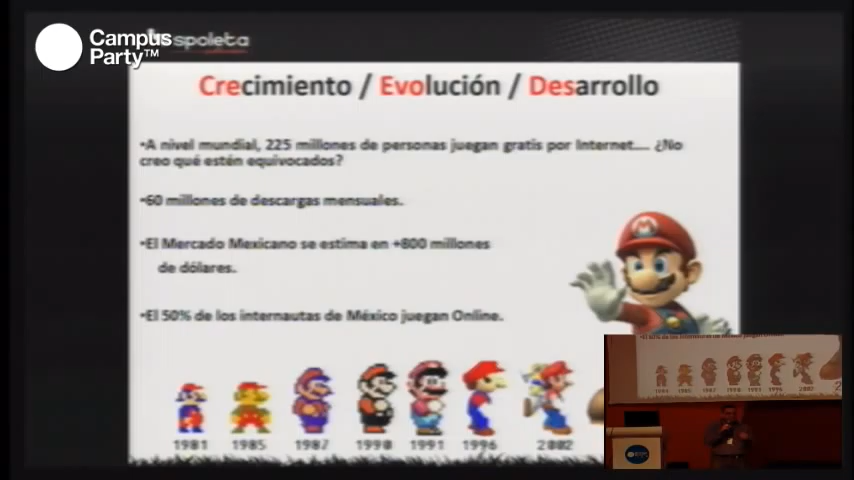 Campus
Party™
espoleta
Crecimiento / Evolución / Desarrollo
•A nivel mundial, 225 millones de personas juegan gratis por Internet.... ¿No
creo qué estén equivocados?
•60 millones de descargas mensuales.
•El Mercado Mexicano se estima en +800 millones
de dólares.
•El 50% de los internautas de México juegan Online.
1981 1985 1987 1990 1991 1996 2002